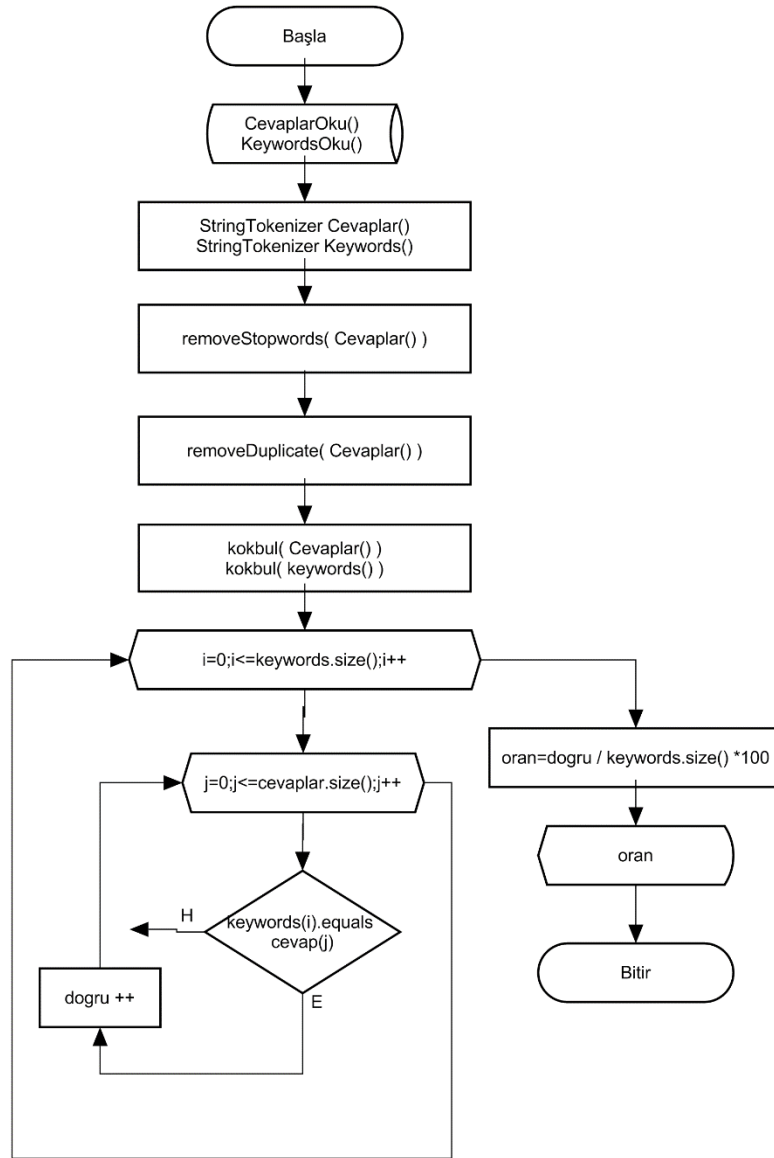 Başla
CevaplarOku()
KeywordsOku()
StringTokenizer Cevaplar()
StringTokenizer Keywords()
removeStopwords( Cevaplar() )
removeDuplicate( Cevaplar() )
kokbul( Cevaplar() )
kokbul( keywords() )
i=0;i<=keywords.size();i++
j=0;j<=cevaplar.size();j++
keywords(i).equals
cevap(j)
H
E
dogru ++
oran=dogru / keywords.size() *100
oran
Bitir